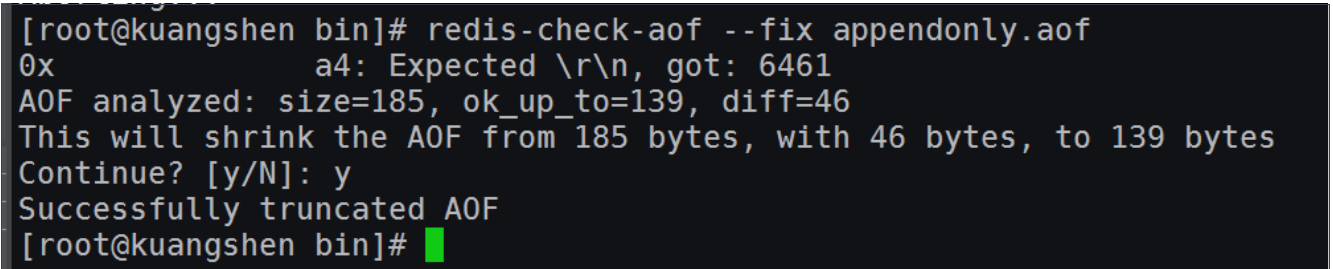 [root@kuangshen bin]# redis-check-aof --fix appendonly.aof
0x              a4: Expected \r\n, got: 6461
AOF analyzed: size=185, ok_up_to=139, diff=46
This will shrink the AOF from 185 bytes, with 46 bytes, to 139 bytes
Continue? [y/N]: y
Successfully truncated AOF
[root@kuangshen bin]#